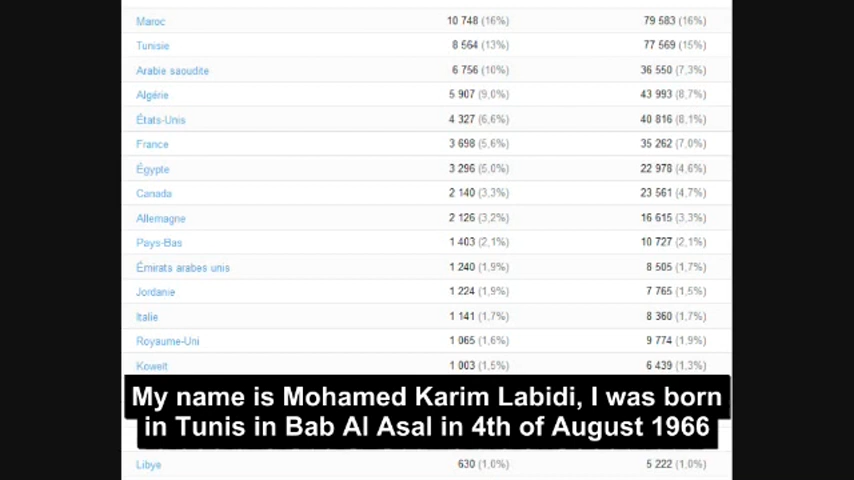 Maroc 10 748 (16%) 79 583 (16%)
Tunisie 8 564 (13%) 77 569 (15%)
Arabie saoudite 6 756 (10%) 36 550 (7,3%)
Algérie 5 907 (9,0%) 43 993 (8,7%)
États-Unis 4 327 (6,6%) 40 816 (8,1%)
France 3 698 (5,6%) 35 262 (7,0%)
Égypte 3 296 (5,0%) 22 978 (4,6%)
Canada 2 140 (3,3%) 23 561 (4,7%)
Allemagne 2 126 (3,2%) 16 615 (3,3%)
Pays-Bas 1 403 (2,1%) 10 727 (2,1%)
Émirats arabes unis 1 240 (1,9%) 8 505 (1,7%)
Jordanie 1 224 (1,9%) 7 765 (1,5%)
Italie 1 141 (1,7%) 8 360 (1,7%)
Royaume-Uni 1 065 (1,6%) 9 774 (1,9%)
Koweit 1 003 (1,5%) 6 439 (1,3%)
My name is Mohamed Karim Labidi, I was born
in Tunis in Bab Al Asal in 4th of August 1966
Libye 630 (1,0%) 5 222 (1,0%)